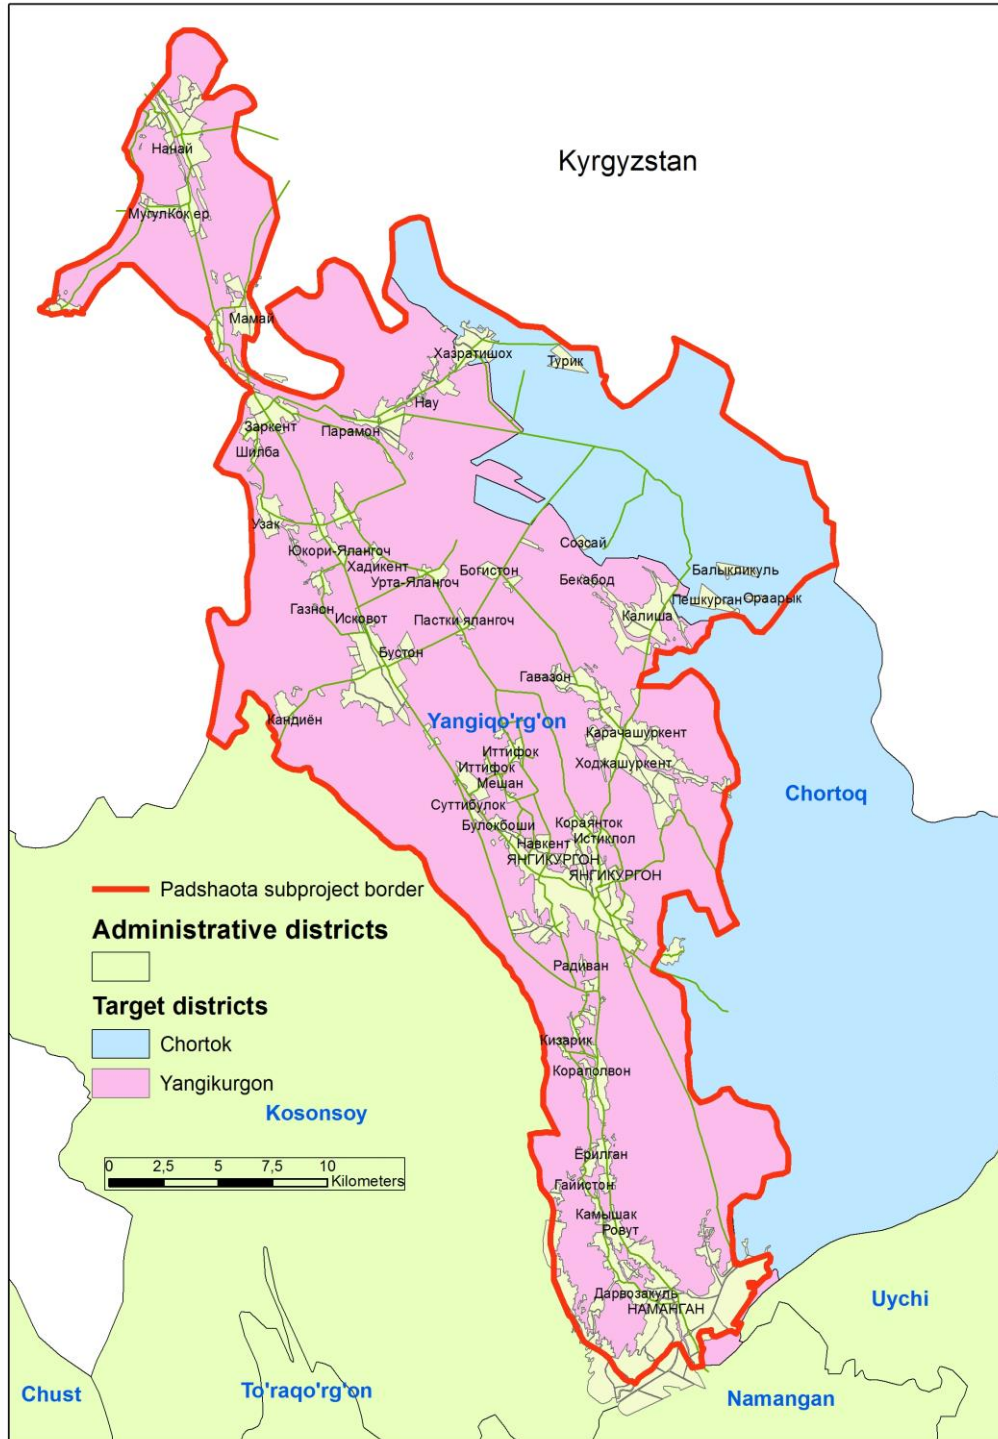 Kyrgyzstan
Нанай
МугулКок ер
Мамай
Хазратишох
Турик
Нау
Заркент
Парамон
Шилба
Узак
Созсай
Юкори-Ялангоч
Хадикент
Богистон
Балыкликуль
Урта-Ялангоч
Бекабод
Пешкурган
Ораарык
Газнон
Исковот
Пастки ялангоч
Калиша
Бустон
Гавазон
Кандиён
Yangiqo'rg'on
Карачашуркент
Иттифок
Ходжашуркент
Иттифок
Мешан
Chortoq
Суттибулок
Булокбоши
Кораянток
Истиклол
Навкент
ЯНГИКУРГОН
ЯНГИКУРГОН
Padshaota subproject border
Administrative districts
Радиван
Target districts
Chortok
Кизарик
Yangikurgon
Кораполвон
Kosonsoy
Ёрилган
0 2,5 5 7,5 10
Kilometers
Гайистон
Камышак
Ровут
Дарвозакуль
НАМАНГАН
Uychi
Chust
To'raqo'rg'on
Namangan